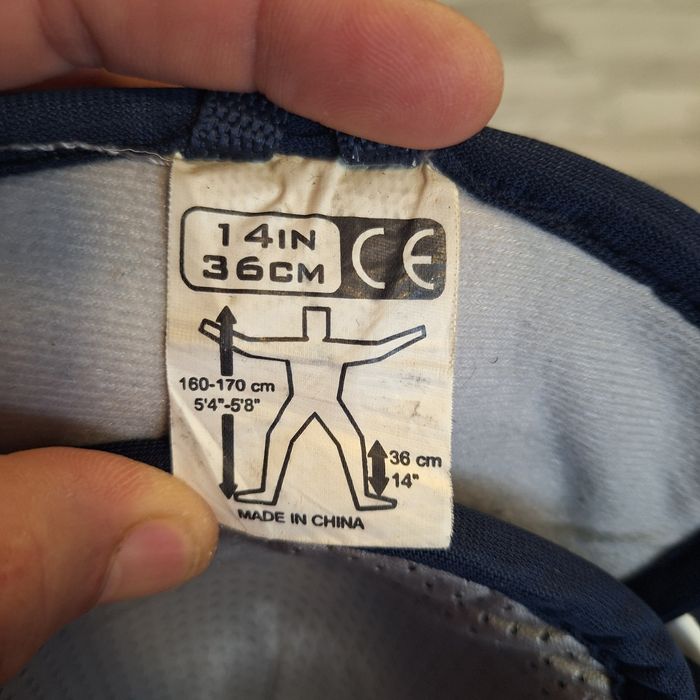 14IN
36CM
CE
160-170 cm
5'4"-5'8"
36 cm
14"
MADE IN CHINA